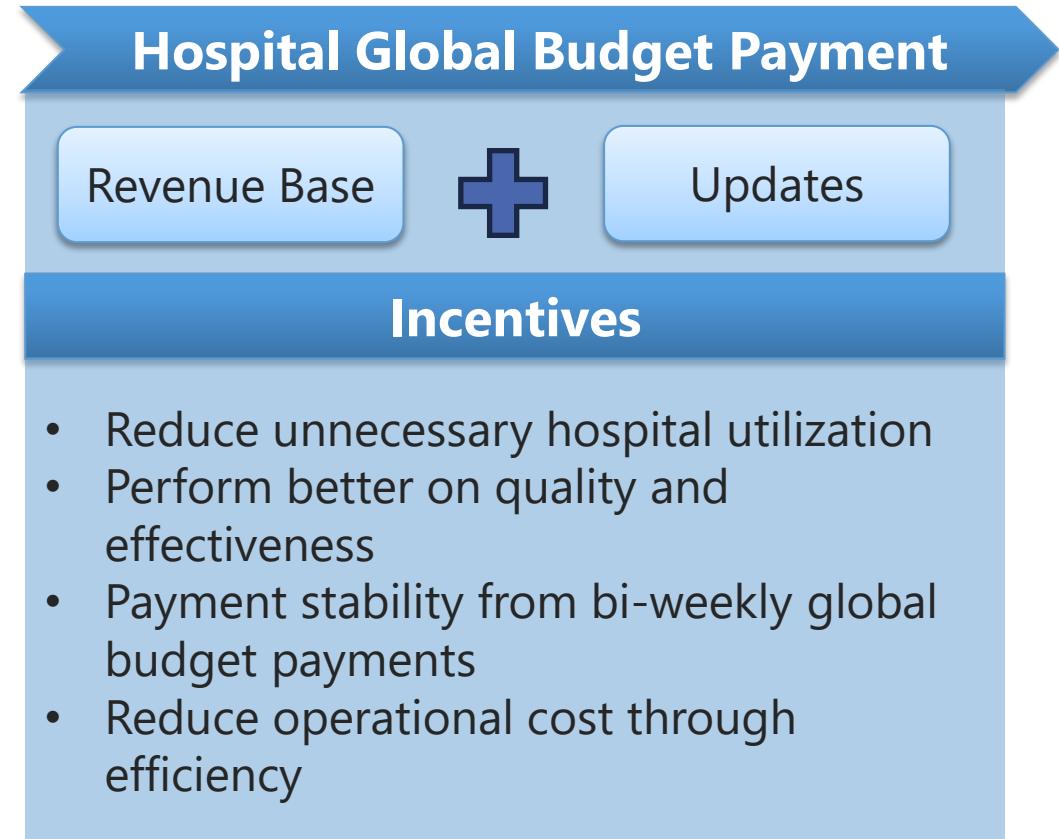 Hospital Global Budget Payment
Revenue Base
Updates
Incentives
• Reduce unnecessary hospital utilization
• Perform better on quality and
effectiveness
• Payment stability from bi-weekly global
budget payments
• Reduce operational cost through
efficiency